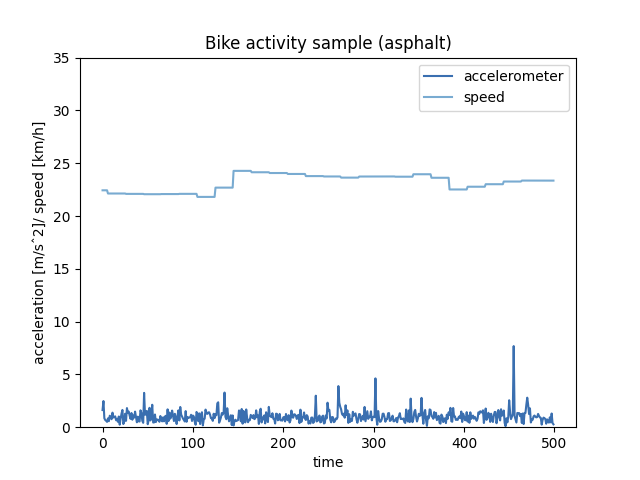 Bike activity sample (asphalt)
accelerometer
speed
acceleration [m/sˆ2]/ speed [km/h]
35
30
25
20
15
10
5
0
0 100 200 300 400 500
time